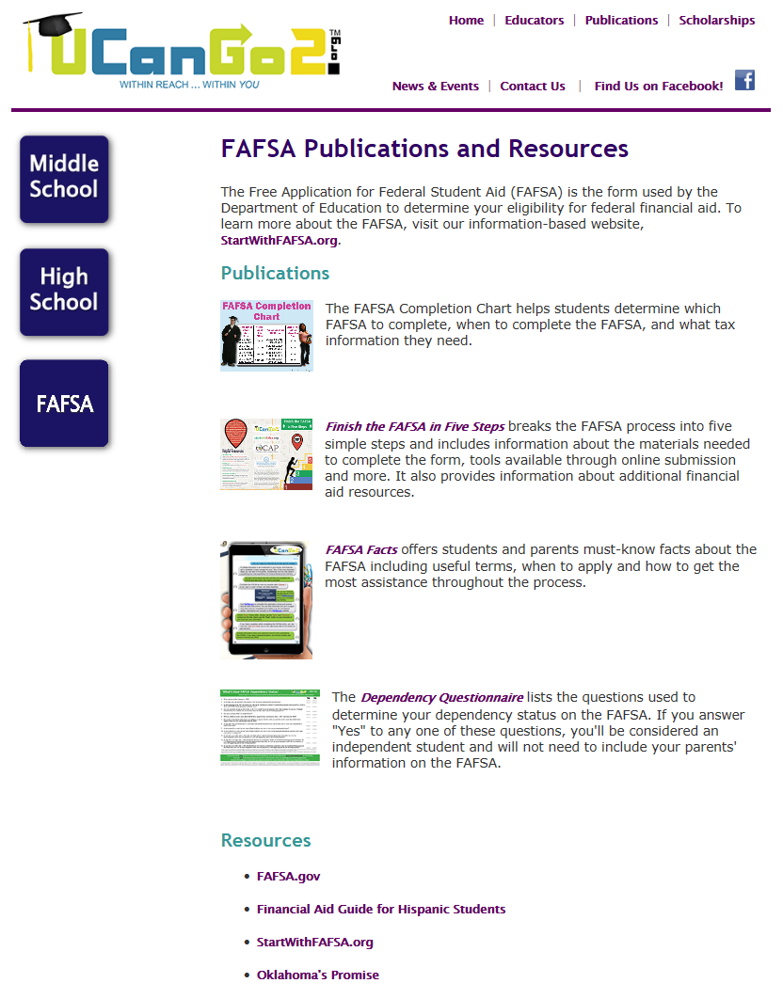 UCanGo2.org™
WITHIN REACH ... WITHIN YOU
Home | Educators | Publications | Scholarships
News & Events | Contact Us | Find Us on Facebook! f
Middle
School
High
School
FAFSA
FAFSA Publications and Resources
The Free Application for Federal Student Aid (FAFSA) is the form used by the
Department of Education to determine your eligibility for federal financial aid. To
learn more about the FAFSA, visit our information-based website,
StartWithFAFSA.org.
Publications
FAFSA Completion
Chart
The FAFSA Completion Chart helps students determine which
FAFSA to complete, when to complete the FAFSA, and what tax
information they need.
Finish the FAFSA in Five Steps breaks the FAFSA process into five
simple steps and includes information about the materials needed
to complete the form, tools available through online submission
and more. It also provides information about additional financial
aid resources.
UCanGo2
FAFSA Facts offers students and parents must-know facts about the
FAFSA including useful terms, when to apply and how to get the
most assistance throughout the process.
The Dependency Questionnaire lists the questions used to
determine your dependency status on the FAFSA. If you answer
"Yes" to any one of these questions, you'll be considered an
independent student and will not need to include your parents'
information on the FAFSA.
Resources
• FAFSA.gov
• Financial Aid Guide for Hispanic Students
• StartWithFAFSA.org
• Oklahoma's Promise